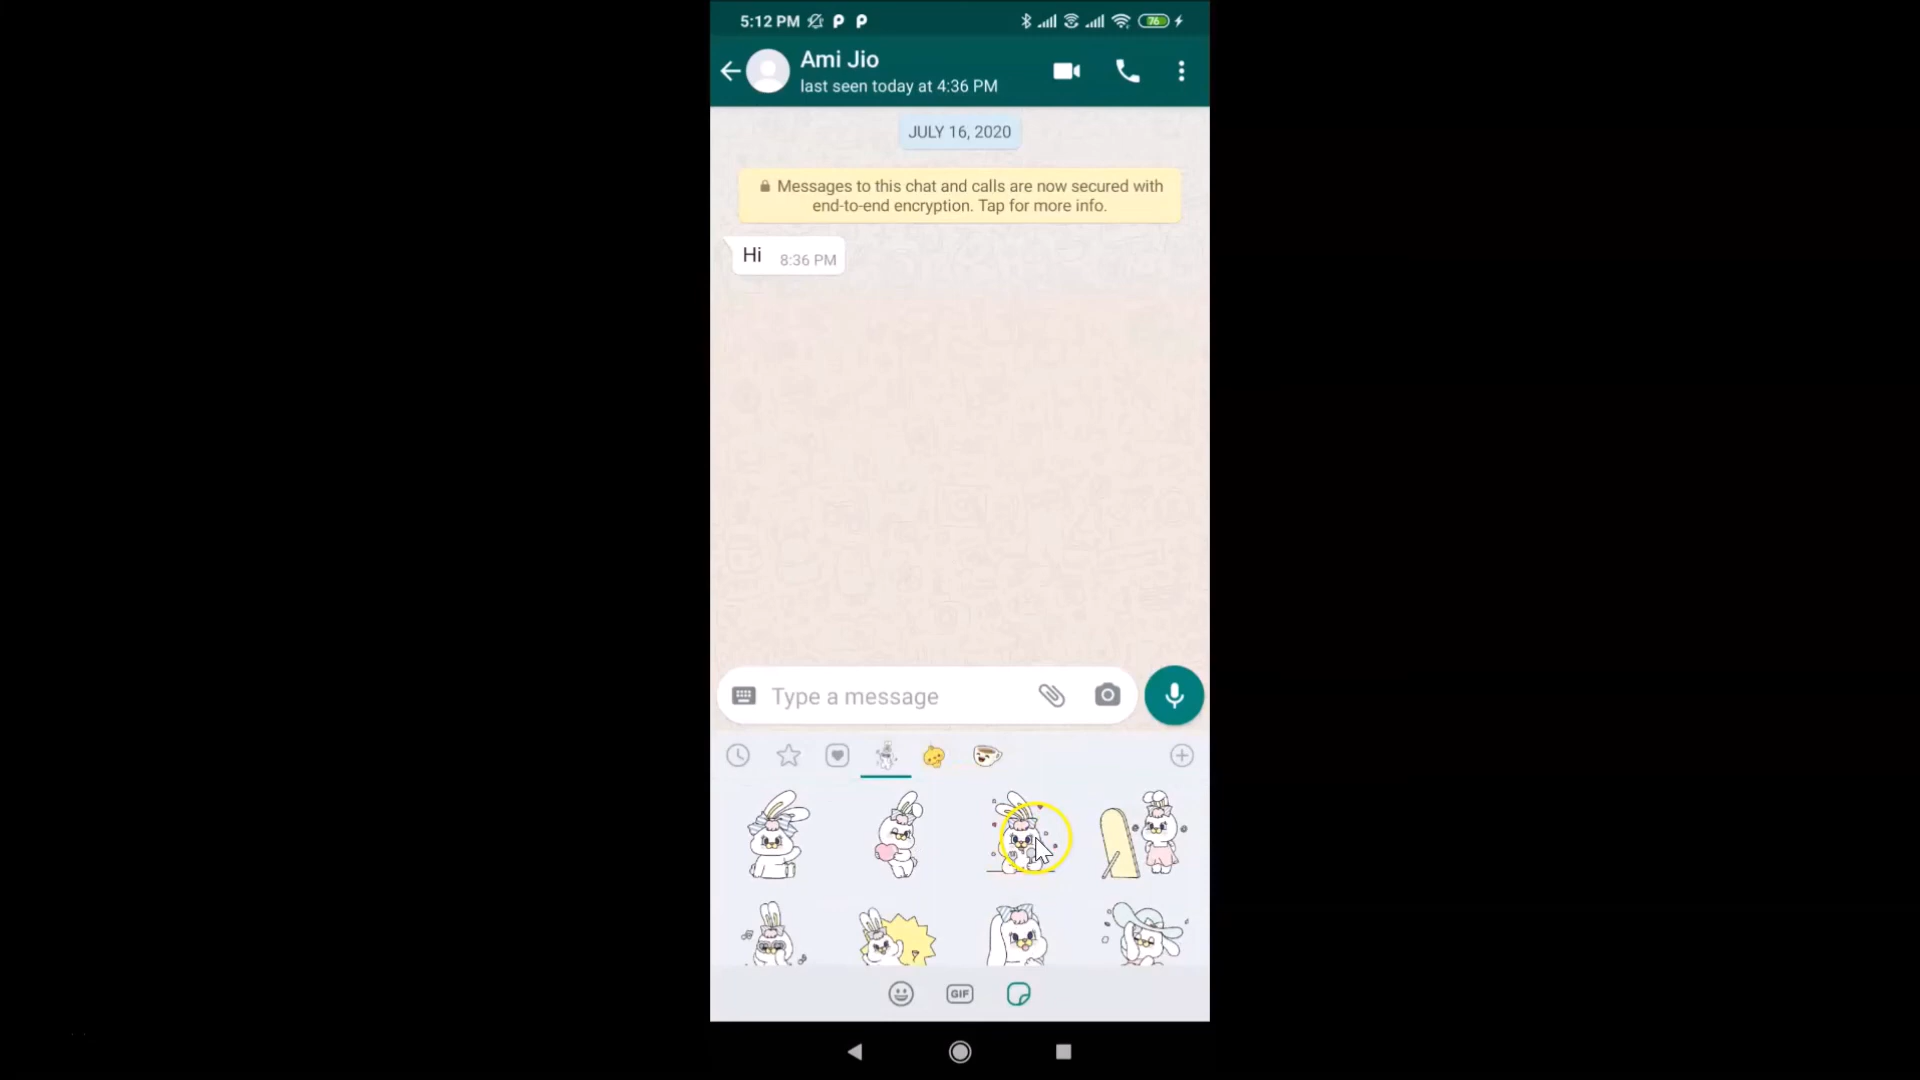 5:12 PM
76
Ami Jio
last seen today at 4:36 PM
JULY 16, 2020
Messages to this chat and calls are now secured with
end-to-end encryption. Tap for more info.
Hi 8:36 PM
Type a message
GIF